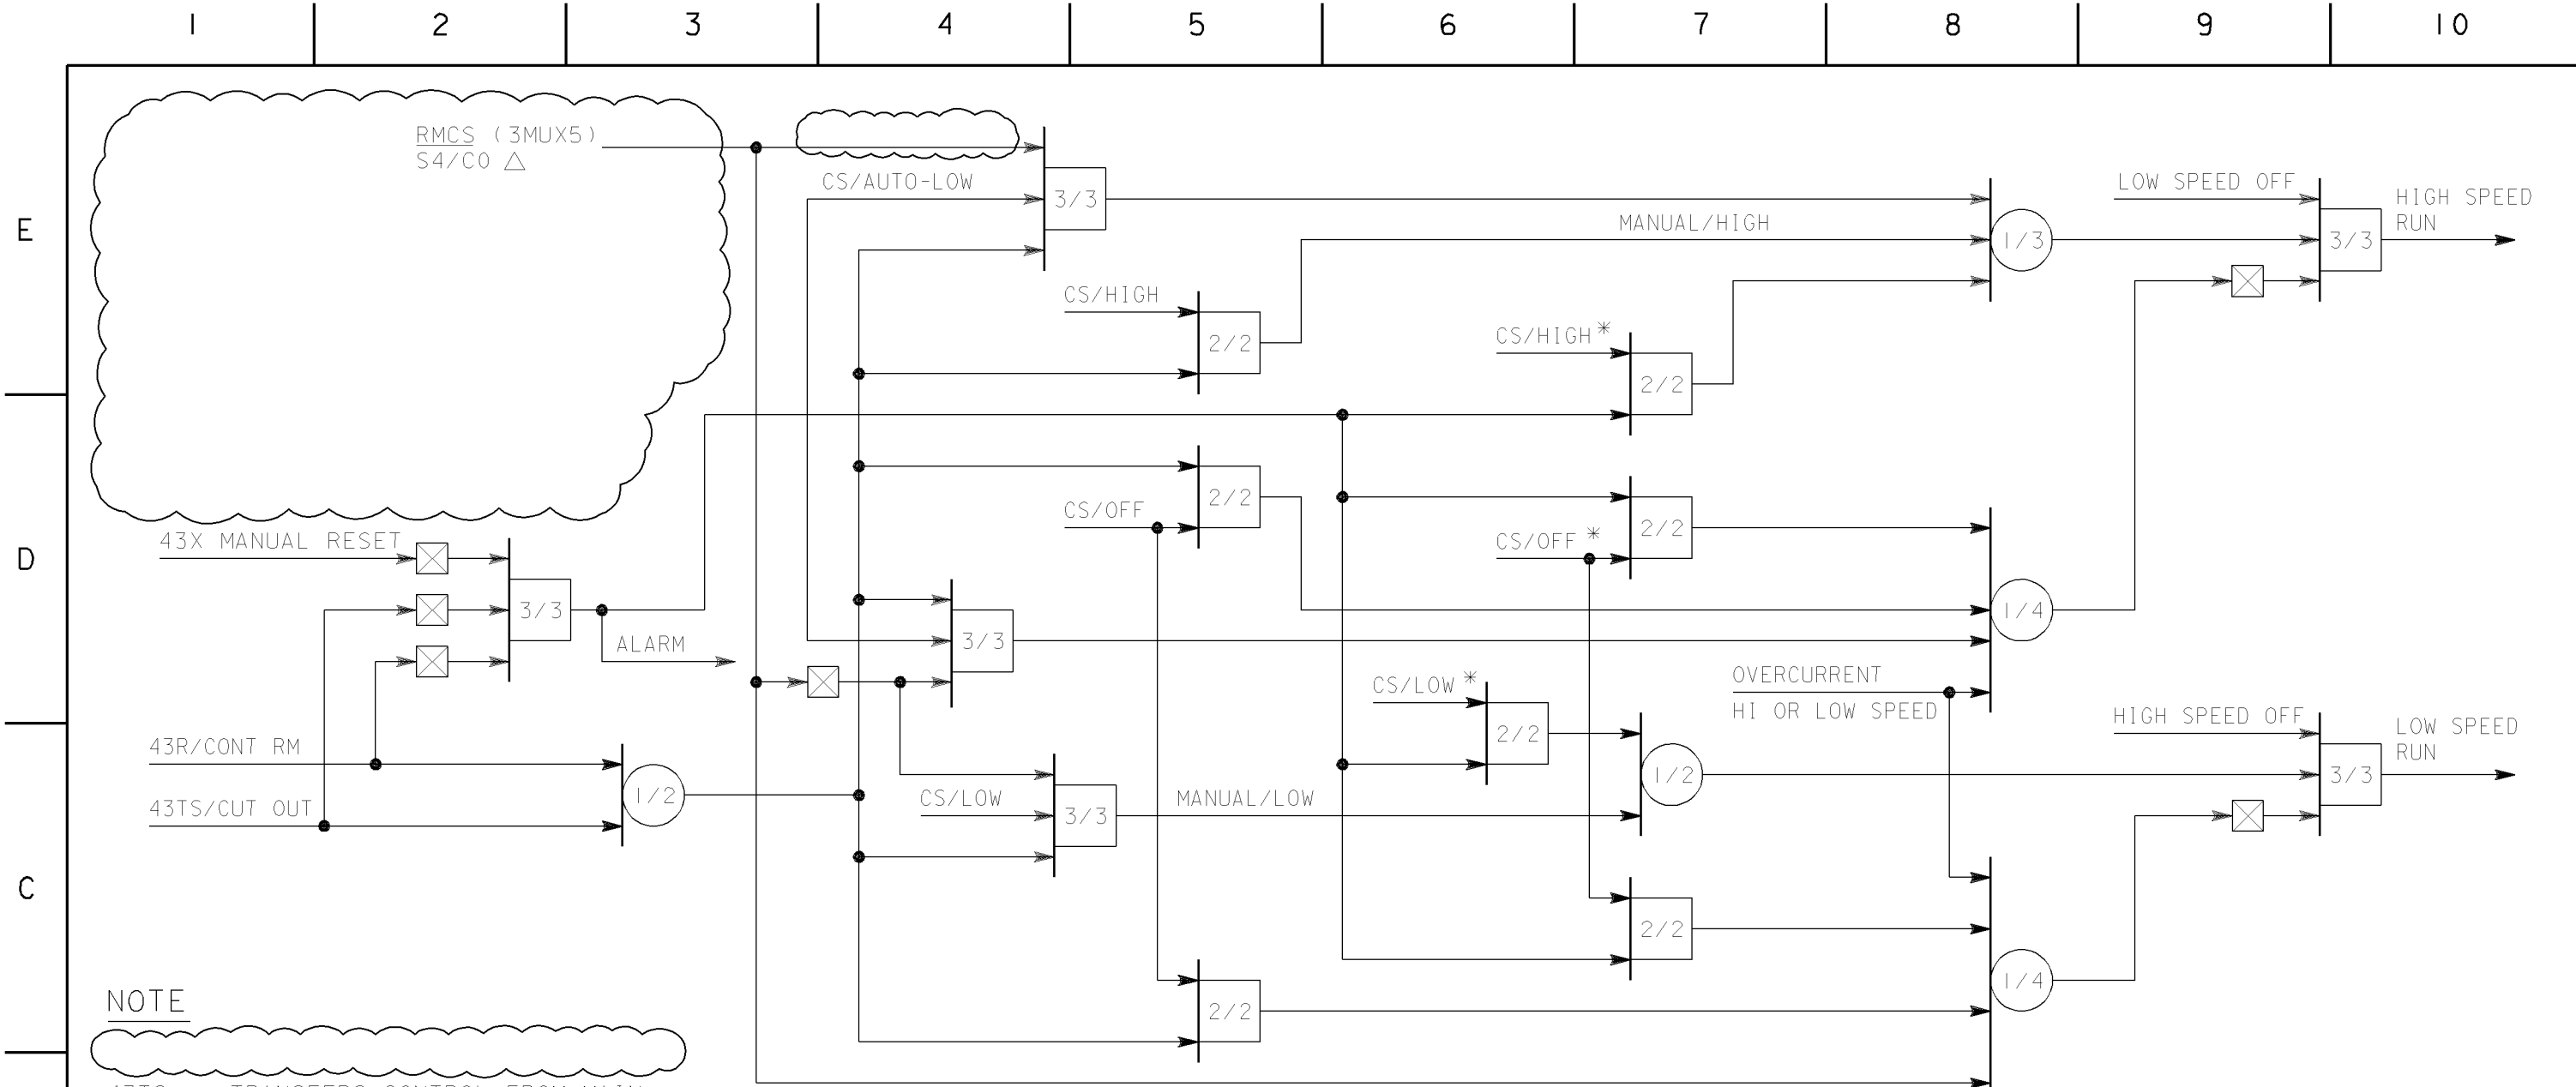 1 2 3 4 5 6 7 8 9 10
RMCS (3MUX5)
S4/CO △
CS/AUTO-LOW
3/3
E
MANUAL/HIGH
1/3
LOW SPEED OFF
3/3
HIGH SPEED
RUN
CS/HIGH
2/2
CS/HIGH*
2/2
D
43X MANUAL RESET
3/3
ALARM
CS/OFF
2/2
3/3
CS/OFF *
2/2
1/4
CS/LOW *
2/2
OVERCURRENT
HI OR LOW SPEED
C
43R/CONT RM
43TS/CUT OUT
1/2
CS/LOW
3/3
MANUAL/LOW
1/2
HIGH SPEED OFF
3/3
LOW SPEED
RUN
2/2
2/2
1/4
NOTE